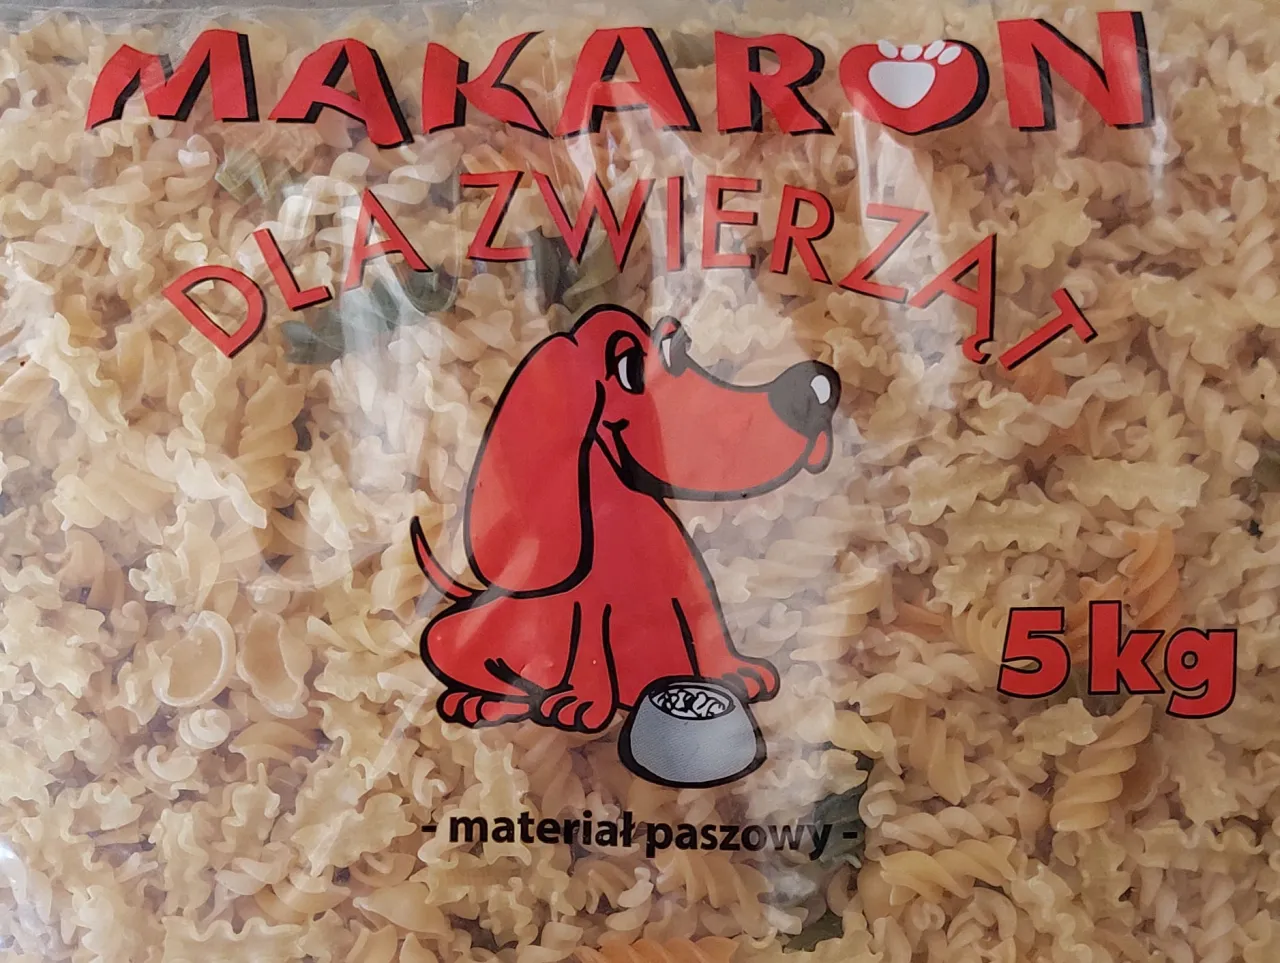 MAKARON
DLA ZWIERZĄT
5 kg
- materiał paszowy -